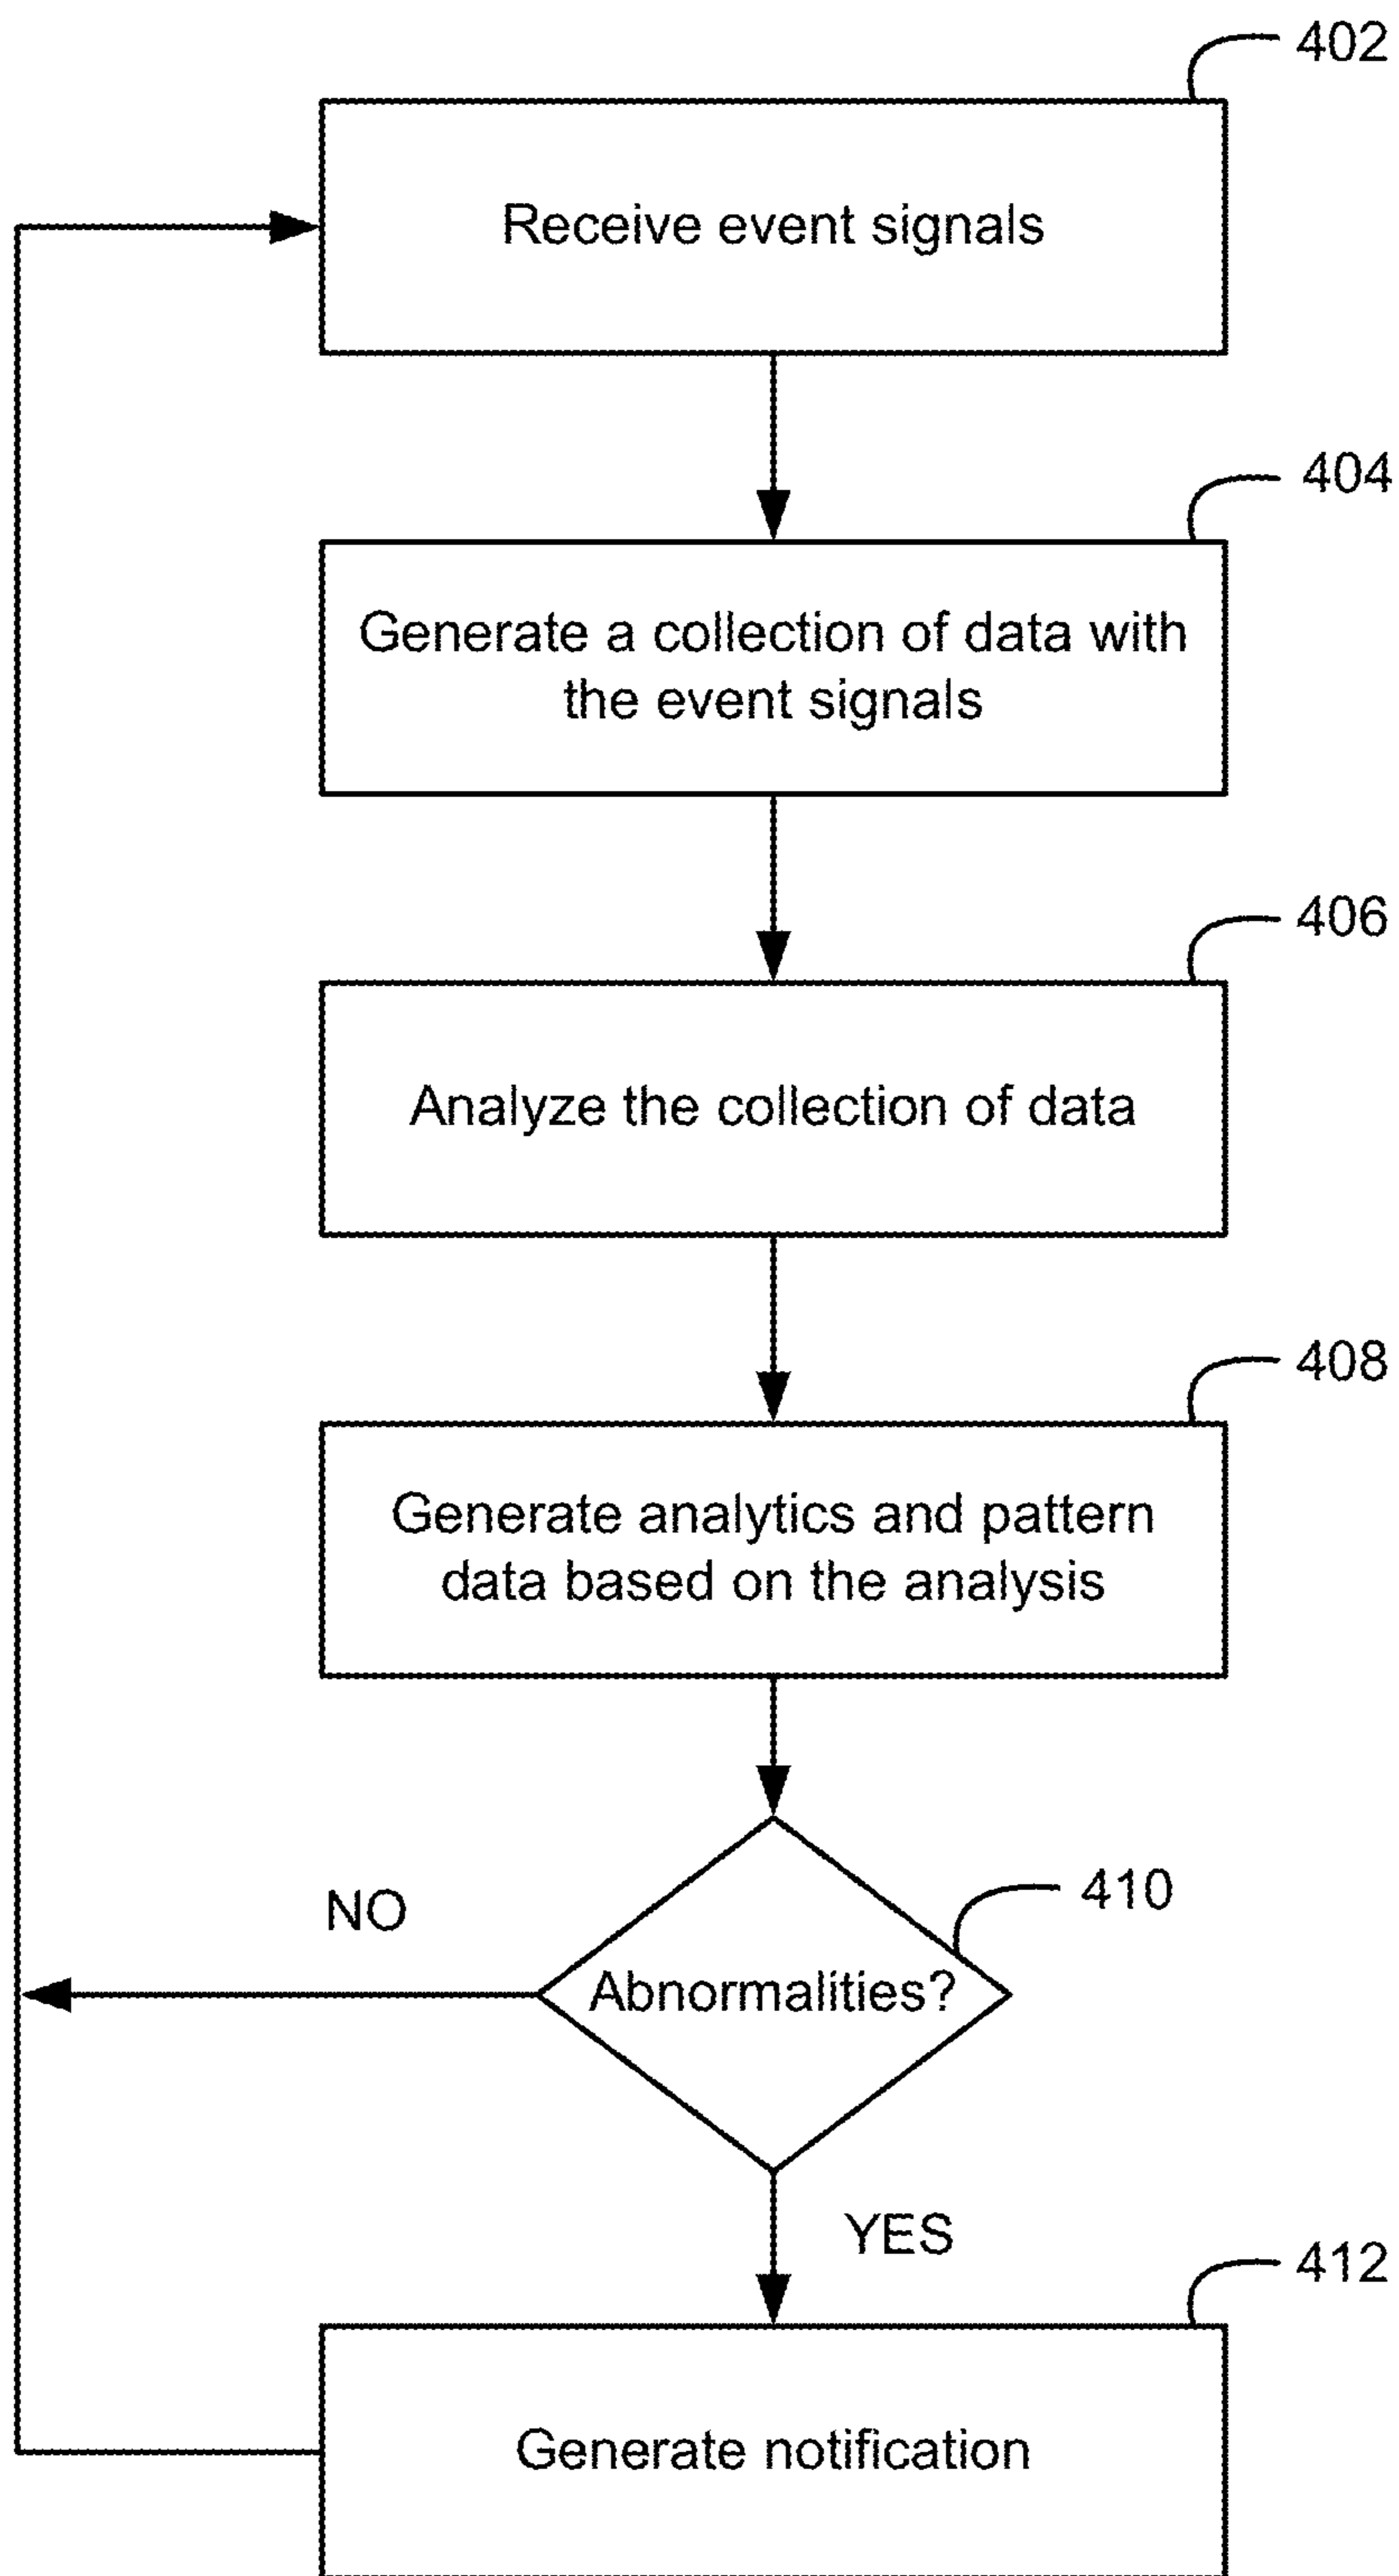 402
Receive event signals
404
Generate a collection of data with
the event signals
406
Analyze the collection of data
408
Generate analytics and pattern
data based on the analysis
410
NO
Abnormalities?
YES
412
Generate notification